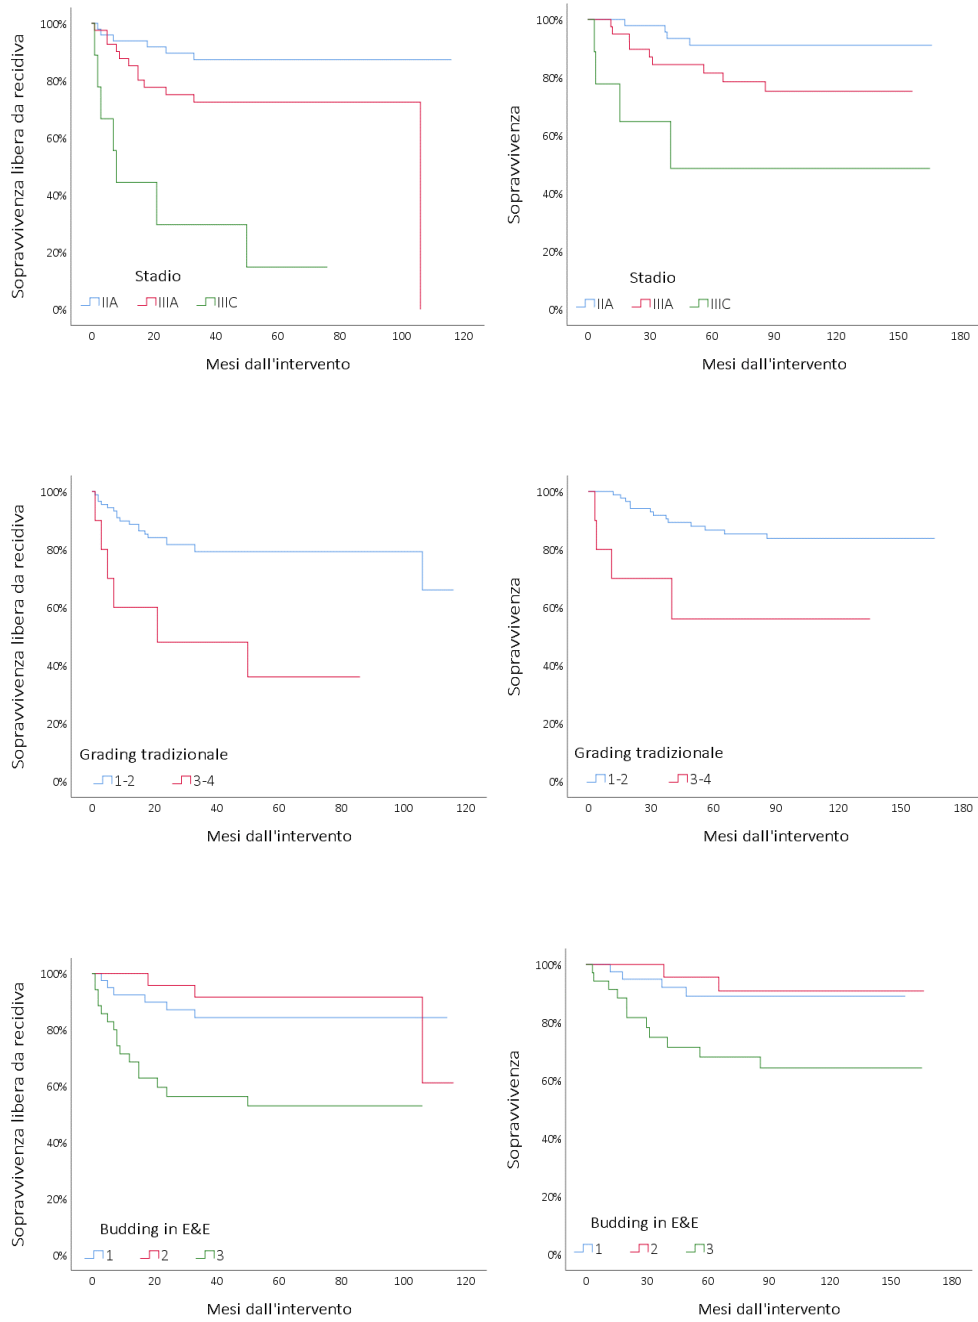 Sopravvivenza libera da recidiva
100%
80%
60%
40%
20%
0%
Stadio
IIA IIIA IIIC
0 20 40 60 80 100 120
Mesi dall'intervento
Sopravvivenza
100%
80%
60%
40%
20%
0%
Stadio
IIA IIIA IIIC
0 30 60 90 120 150 180
Mesi dall'intervento
Sopravvivenza libera da recidiva
100%
80%
60%
40%
20%
0%
Grading tradizionale
1-2 3-4
0 20 40 60 80 100 120
Mesi dall'intervento
Sopravvivenza
100%
80%
60%
40%
20%
0%
Grading tradizionale
1-2 3-4
0 30 60 90 120 150 180
Mesi dall'intervento
Sopravvivenza libera da recidiva
100%
80%
60%
40%
20%
0%
Budding in E&E
1 2 3
0 20 40 60 80 100 120
Mesi dall'intervento
Sopravvivenza
100%
80%
60%
40%
20%
0%
Budding in E&E
1 2 3
0 30 60 90 120 150 180
Mesi dall'intervento